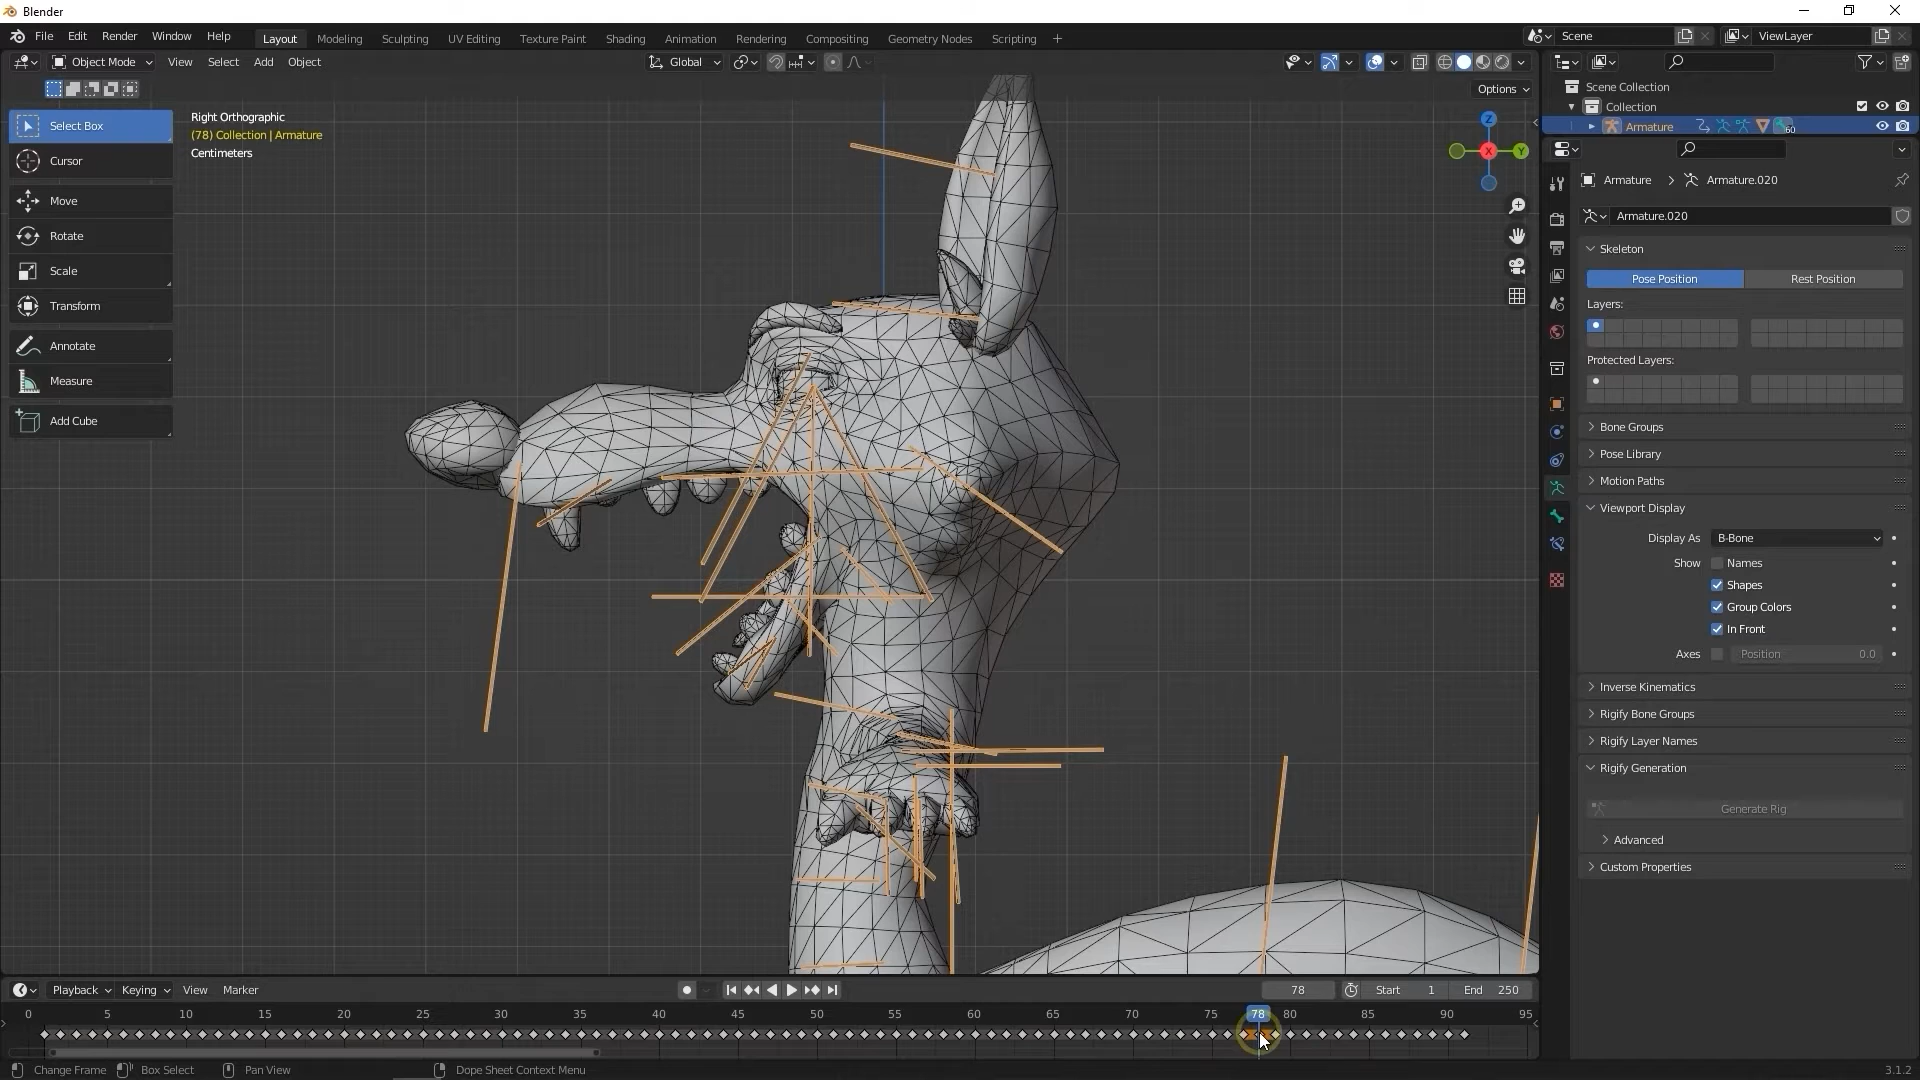 Blender
File Edit Render Window Help
Layout Modeling Sculpting UV Editing Texture Paint Shading Animation Rendering Compositing Geometry Nodes Scripting +
Scene
ViewLayer
Object Mode View Select Add Object
Global
Options
Select Box
Cursor
Move
Rotate
Scale
Transform
Annotate
Measure
Add Cube
Right Orthographic
(78) Collection | Armature
Centimeters
Z
X
Y
Scene Collection
Collection
Armature
60
Armature > Armature.020
Armature.020
Skeleton
Pose Position Rest Position
Layers:
Protected Layers:
Bone Groups
Pose Library
Motion Paths
Viewport Display
Display As B-Bone
Show Names
Shapes
Group Colors
In Front
Axes Position 0.0
Inverse Kinematics
Rigify Bone Groups
Rigify Layer Names
Rigify Generation
Generate Rig
Advanced
Custom Properties
Playback Keying View Marker
78 Start 1 End 250
0 5 10 15 20 25 30 35 40 45 50 55 60 65 70 75 78 80 85 90 95
Change Frame Box Select Pan View Dope Sheet Context Menu
3.1.2